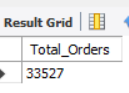 Result Grid
Total_Orders
33527